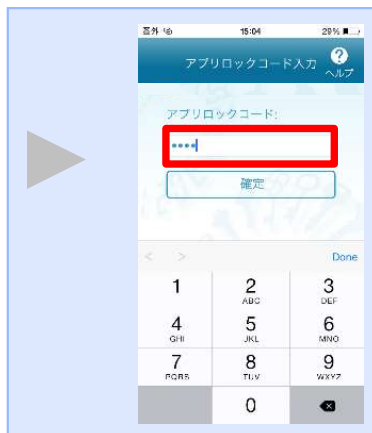 圏外
15:04
29%
アプリロックコード入力
?
ヘルプ
アプリロックコード:
••••
確定
< >
Done
1
2
ABC
3
DEF
4
GHI
5
JKL
6
MNO
7
PQRS
8
TUV
9
WXYZ
0